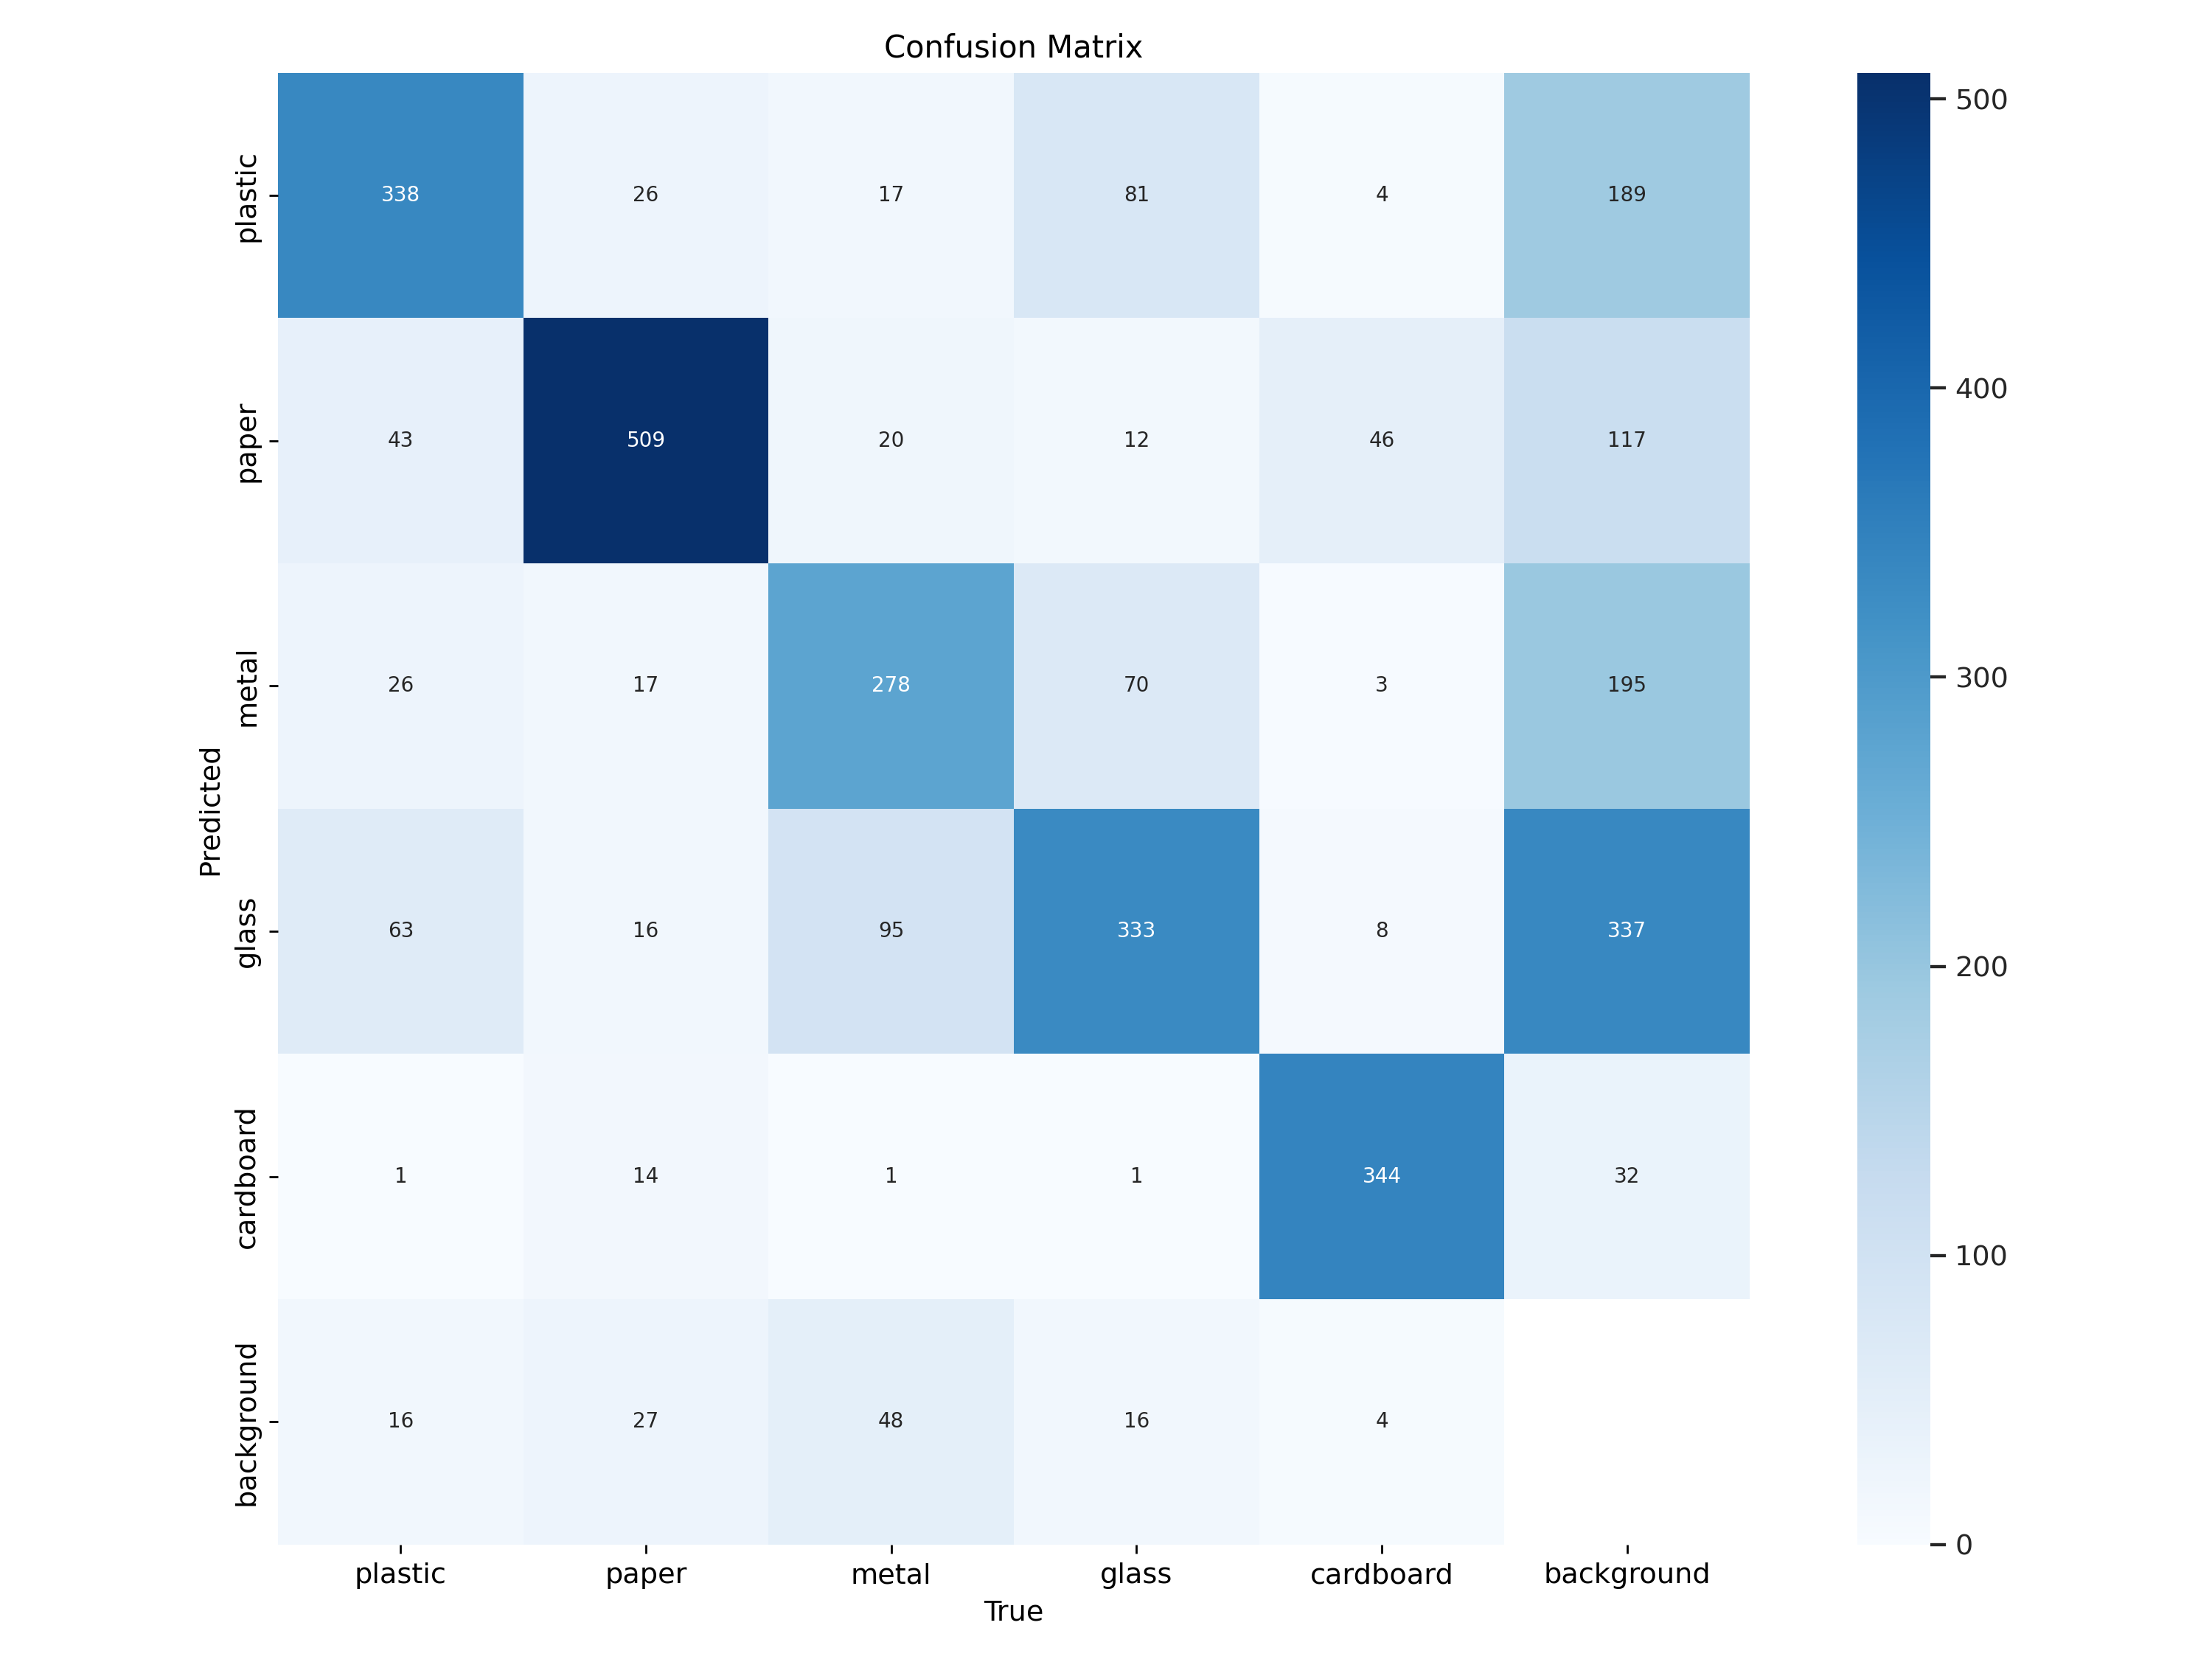 Confusion Matrix
plastic 338 26 17 81 4 189
paper 43 509 20 12 46 117
metal 26 17 278 70 3 195
glass 63 16 95 333 8 337
cardboard 1 14 1 1 344 32
background 16 27 48 16 4
Predicted
plastic paper metal glass cardboard background
True
500
400
300
200
100
0